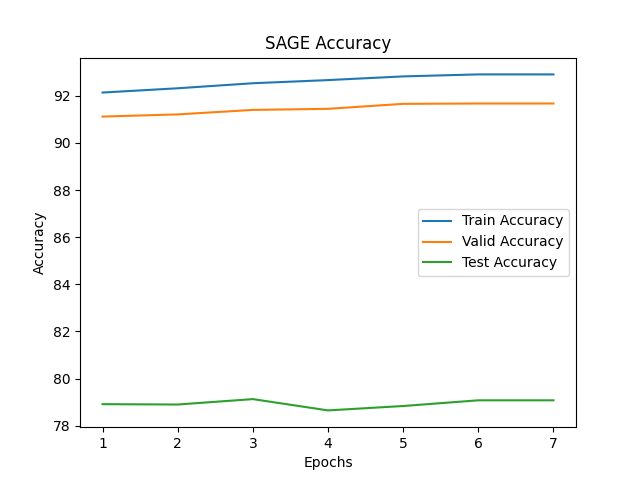 SAGE Accuracy
92
90
88
86
84
82
80
78
Accuracy
Train Accuracy
Valid Accuracy
Test Accuracy
1 2 3 4 5 6 7
Epochs